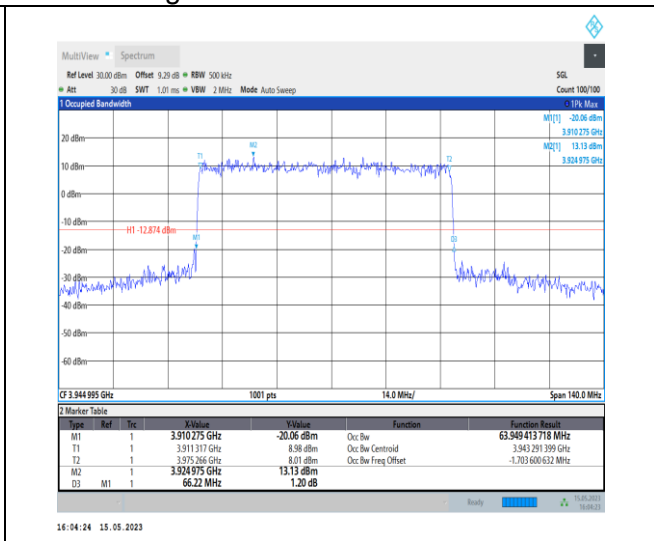 MultiView Spectrum
Ref Level 30.00 dBm Offset 9.29 dB RBW 500 kHz SGL
Att 30 dB SWT 1.01 ms VBW 2 MHz Mode Auto Sweep Count 100/100
1 Occupied Bandwidth 1Pk Max
M1[1] -20.06 dBm
3.910 275 GHz
M2[1] 13.13 dBm
3.924 975 GHz
20 dBm
M2
T1
T2
10 dBm
0 dBm
-10 dBm
H1 -12.874 dBm
M1
D3
-20 dBm
-30 dBm
-40 dBm
-50 dBm
-60 dBm
CF 3.944 995 GHz 1001 pts 14.0 MHz/ Span 140.0 MHz
2 Marker Table
Type Ref Trc X-Value Y-Value Function Function Result
M1 1 3.910 275 GHz -20.06 dBm Occ Bw 63.949 413 718 MHz
T1 1 3.911 317 GHz 8.98 dBm Occ Bw Centroid 3.943 291 399 GHz
T2 1 3.975 266 GHz 8.01 dBm Occ Bw Freq Offset -1.703 600 632 MHz
M2 1 3.924 975 GHz 13.13 dBm
D3 M1 1 66.22 MHz 1.20 dB
Ready 15.05.2023
16:04:23
16:04:24 15.05.2023